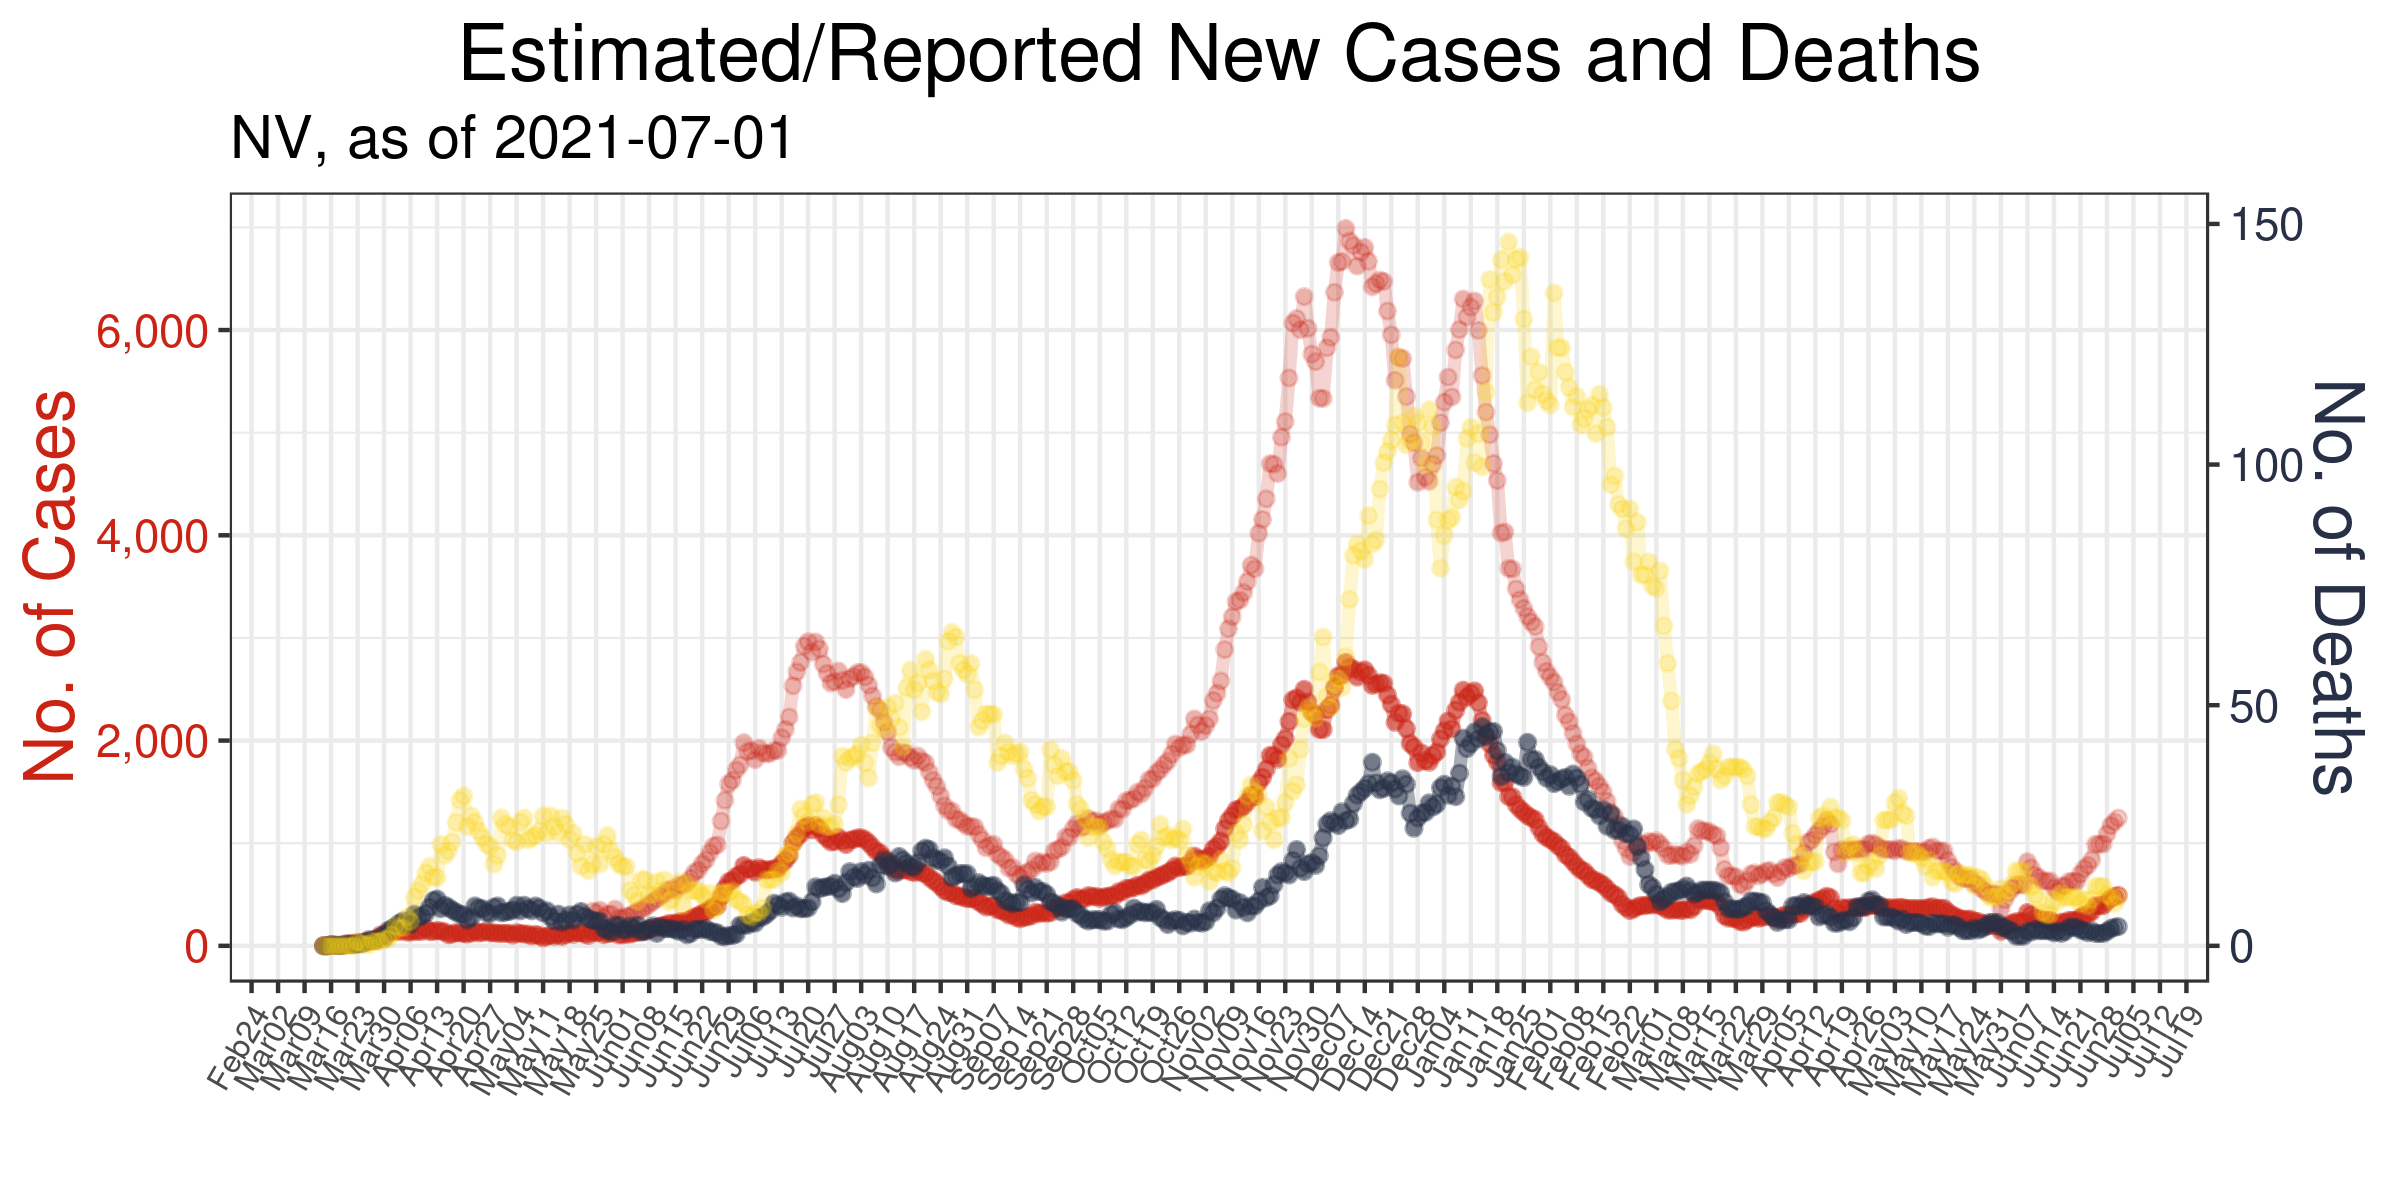 Estimated/Reported New Cases and Deaths
NV, as of 2021-07-01
No. of Cases
6,000
4,000
2,000
0
150
100
50
0
No. of Deaths
Feb24
Mar02
Mar09
Mar16
Mar23
Mar30
Apr06
Apr13
Apr20
Apr27
May04
May11
May18
May25
Jun01
Jun08
Jun15
Jun22
Jun29
Jul06
Jul13
Jul20
Jul27
Aug03
Aug10
Aug17
Aug24
Aug31
Sep07
Sep14
Sep21
Sep28
Oct05
Oct12
Oct19
Oct26
Nov02
Nov09
Nov16
Nov23
Nov30
Dec07
Dec14
Dec21
Dec28
Jan04
Jan11
Jan18
Jan25
Feb01
Feb08
Feb15
Feb22
Mar01
Mar08
Mar15
Mar22
Mar29
Apr05
Apr12
Apr19
Apr26
May03
May10
May17
May24
May31
Jun07
Jun14
Jun21
Jun28
Jul05
Jul12
Jul19